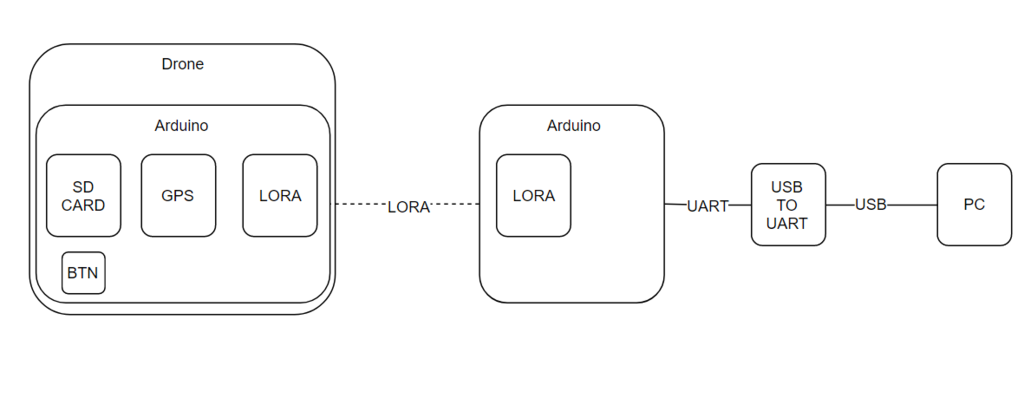 Drone
Arduino
SD
CARD
GPS
LORA
BTN
LORA
Arduino
LORA
UART
USB
TO
UART
USB
PC